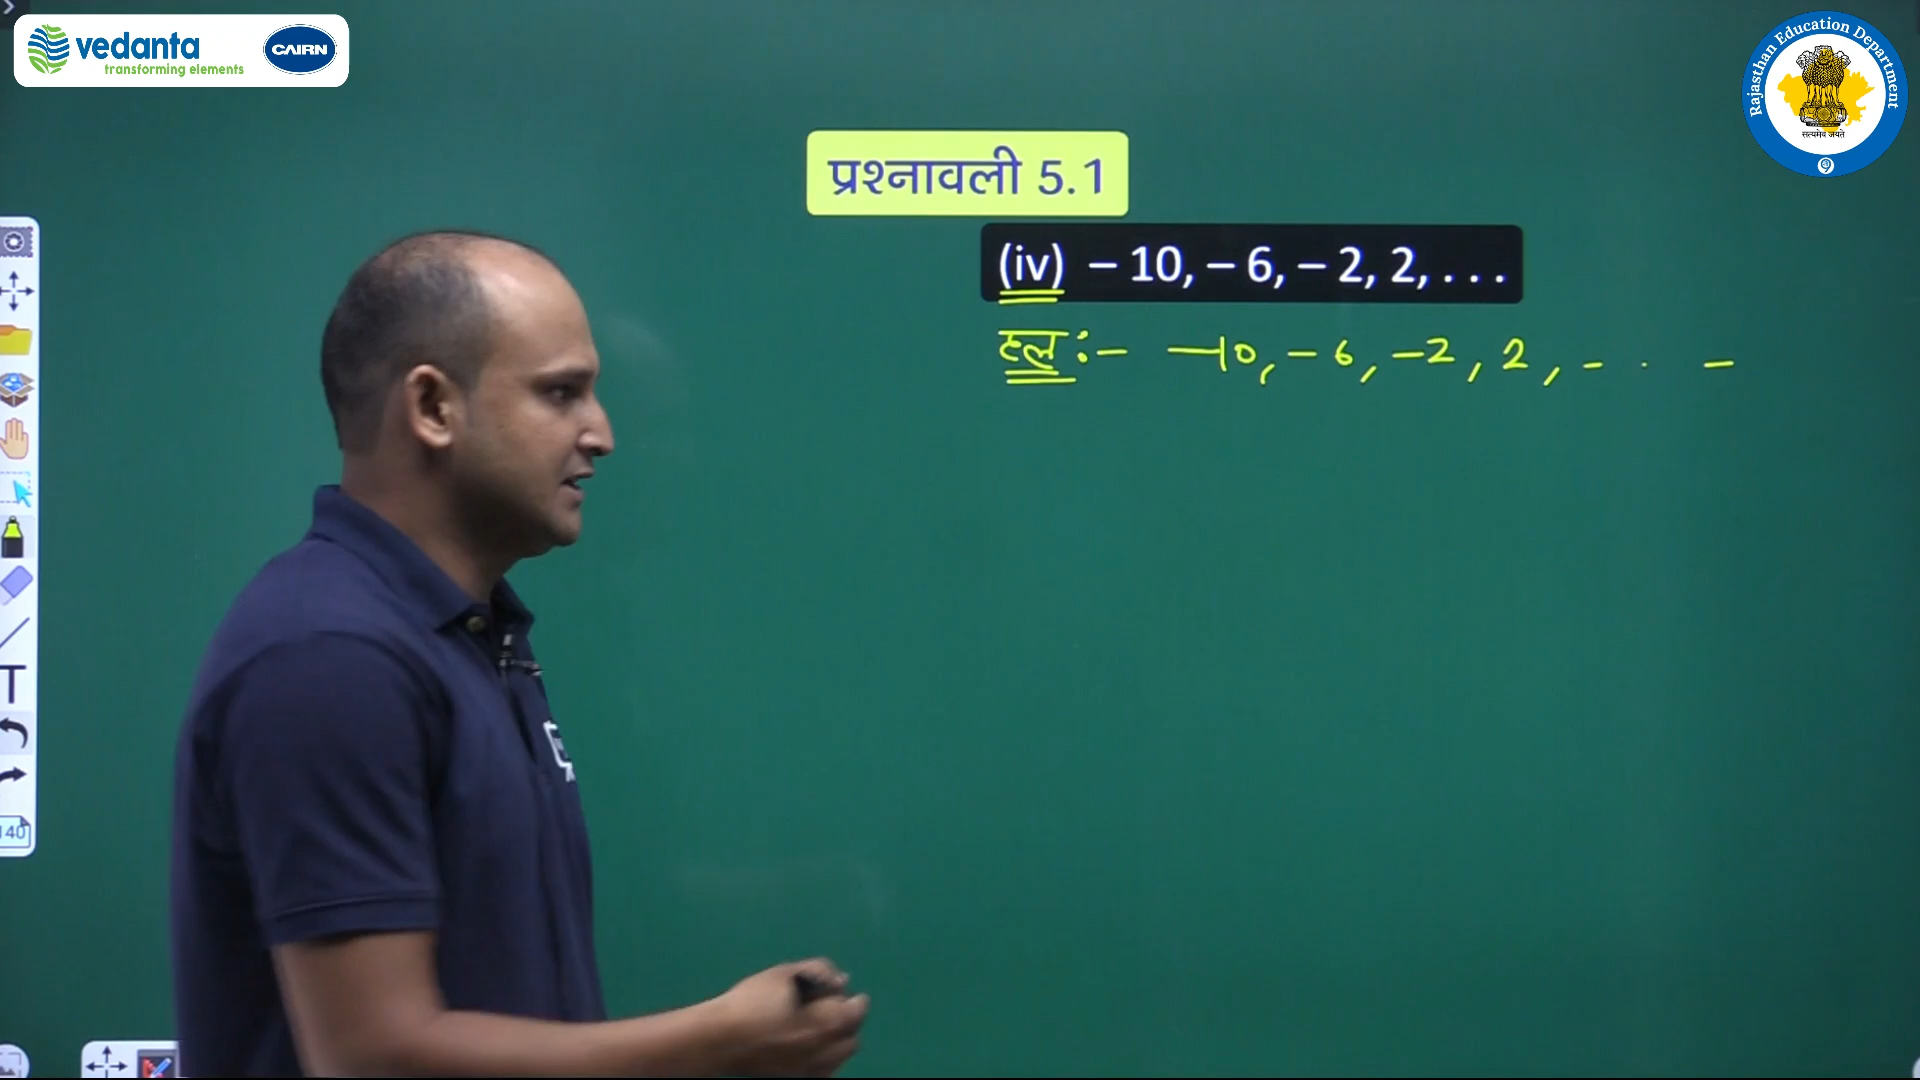 vedanta
transforming elements
CAIRN
Rajasthan Education Department
सत्यमेव जयते
प्रश्नावली 5.1
(iv) – 10, – 6, – 2, 2, . . .
हल :- -10, -6, -2, 2, - . -
T
140